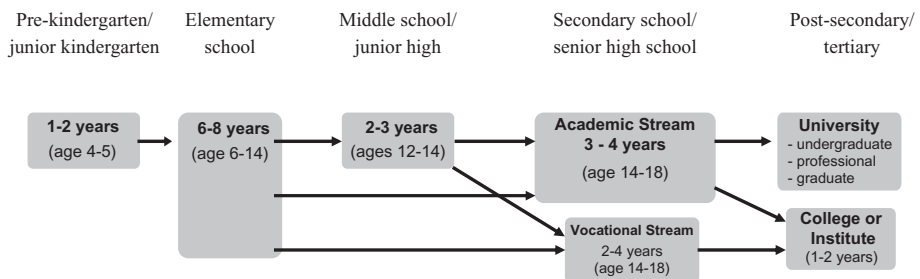 Pre-kindergarten/
junior kindergarten
Elementary
school
Middle school/
junior high
Secondary school/
senior high school
Post-secondary/
tertiary
1-2 years
(age 4-5)
6-8 years
(age 6-14)
2-3 years
(ages 12-14)
Academic Stream
3 - 4 years
(age 14-18)
University
- undergraduate
- professional
- graduate
Vocational Stream
2-4 years
(age 14-18)
College or
Institute
(1-2 years)